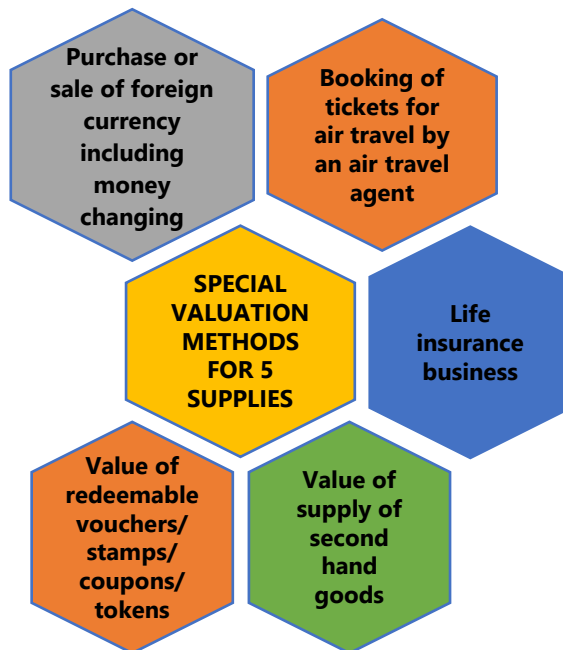 Purchase or
sale of foreign
currency
including
money
changing
Booking of
tickets for
air travel by
an air travel
agent
SPECIAL
VALUATION
METHODS
FOR 5
SUPPLIES
Life
insurance
business
Value of
redeemable
vouchers/
stamps/
coupons/
tokens
Value of
supply of
second
hand
goods